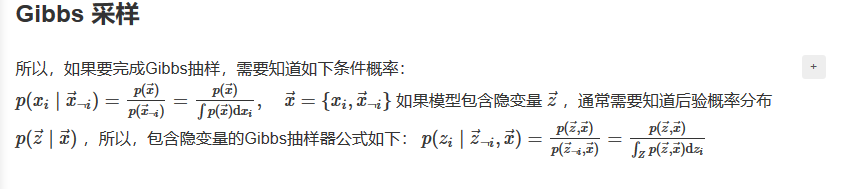 Gibbs 采样
所以，如果要完成Gibbs抽样，需要知道如下条件概率：
+
$p(x_i \mid \vec{x}_{\neg i}) = \frac{p(\vec{x})}{p(\vec{x}_{\neg i})} = \frac{p(\vec{x})}{\int p(\vec{x}) \mathrm{d}x_i}, \quad \vec{x} = \{x_i, \vec{x}_{\neg i}\}$ 如果模型包含隐变量 $\vec{z}$ ，通常需要知道后验概率分布
$p(\vec{z} \mid \vec{x})$ ，所以，包含隐变量的Gibbs抽样器公式如下： $p(z_i \mid \vec{z}_{\neg i}, \vec{x}) = \frac{p(\vec{z}, \vec{x})}{p(\vec{z}_{\neg i}, \vec{x})} = \frac{p(\vec{z}, \vec{x})}{\int_Z p(\vec{z}, \vec{x}) \mathrm{d}z_i}$